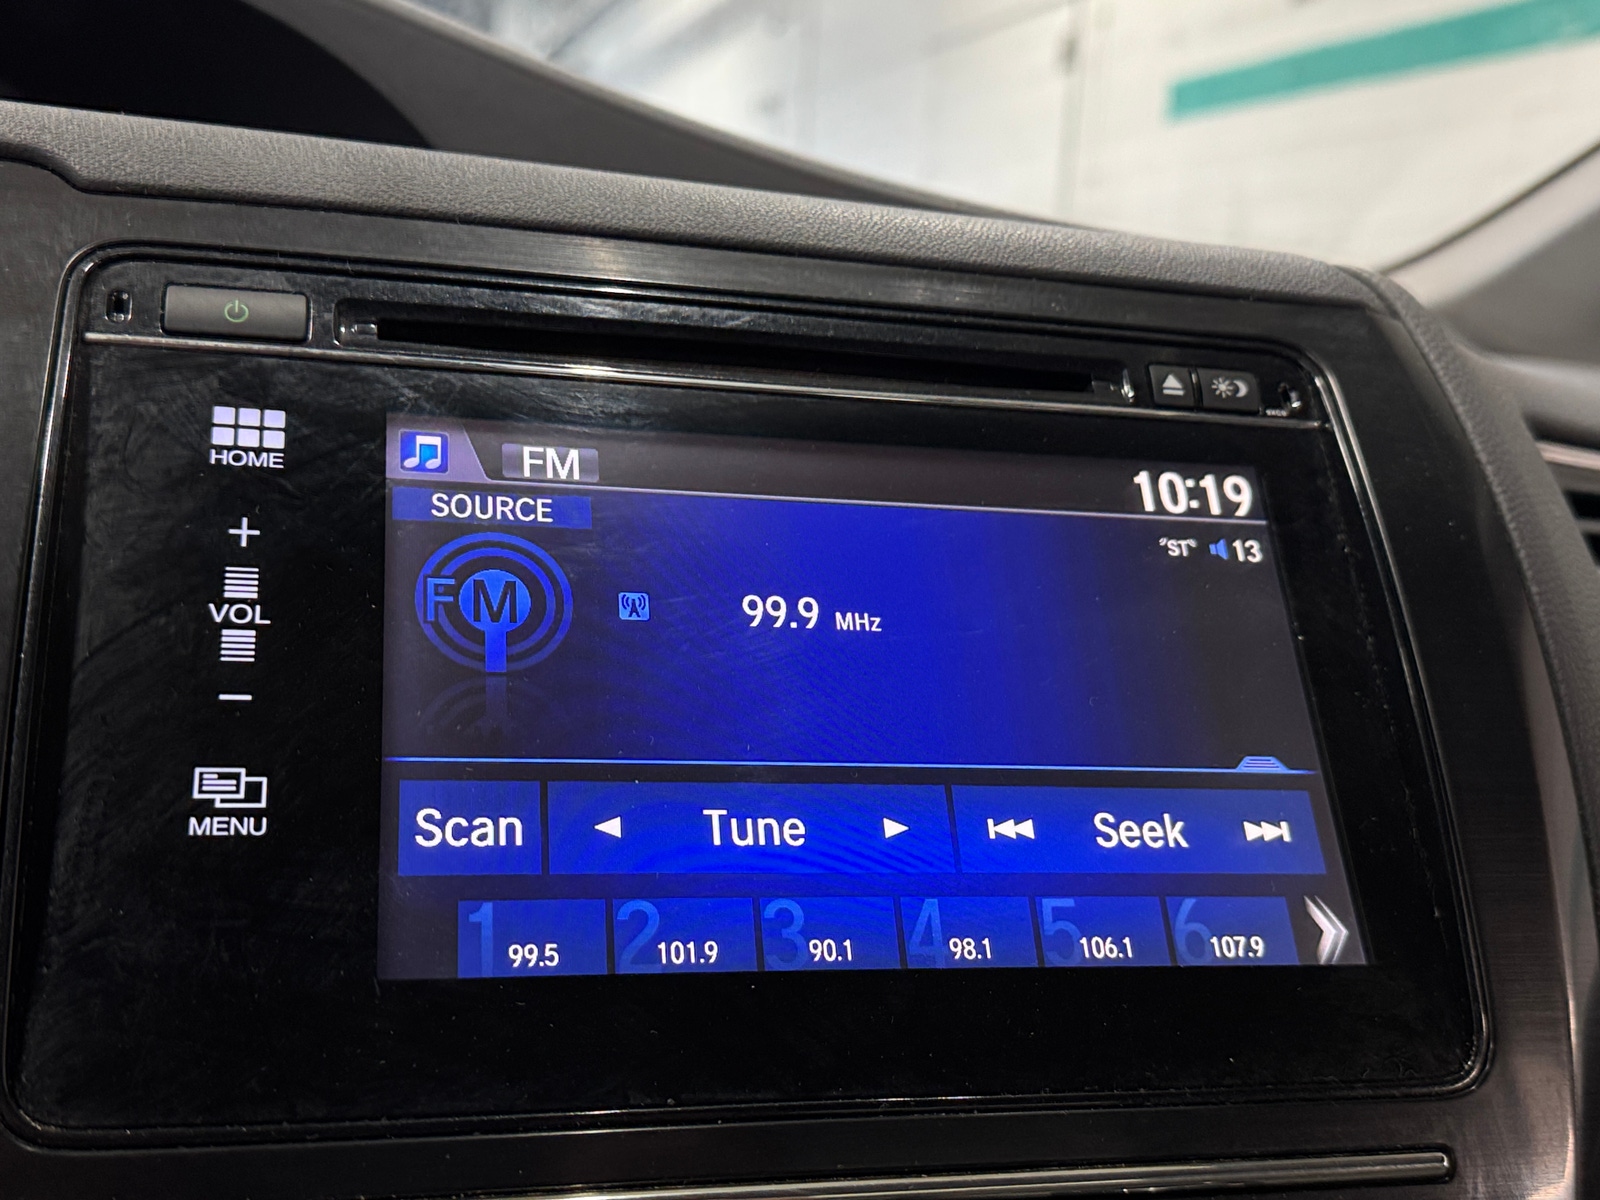 HOME
+
VOL
−
MENU
FM
10:19
SOURCE
"ST" 13
FM
99.9 MHz
Scan Tune Seek
1 99.5
2 101.9
3 90.1
4 98.1
5 106.1
6 107.9